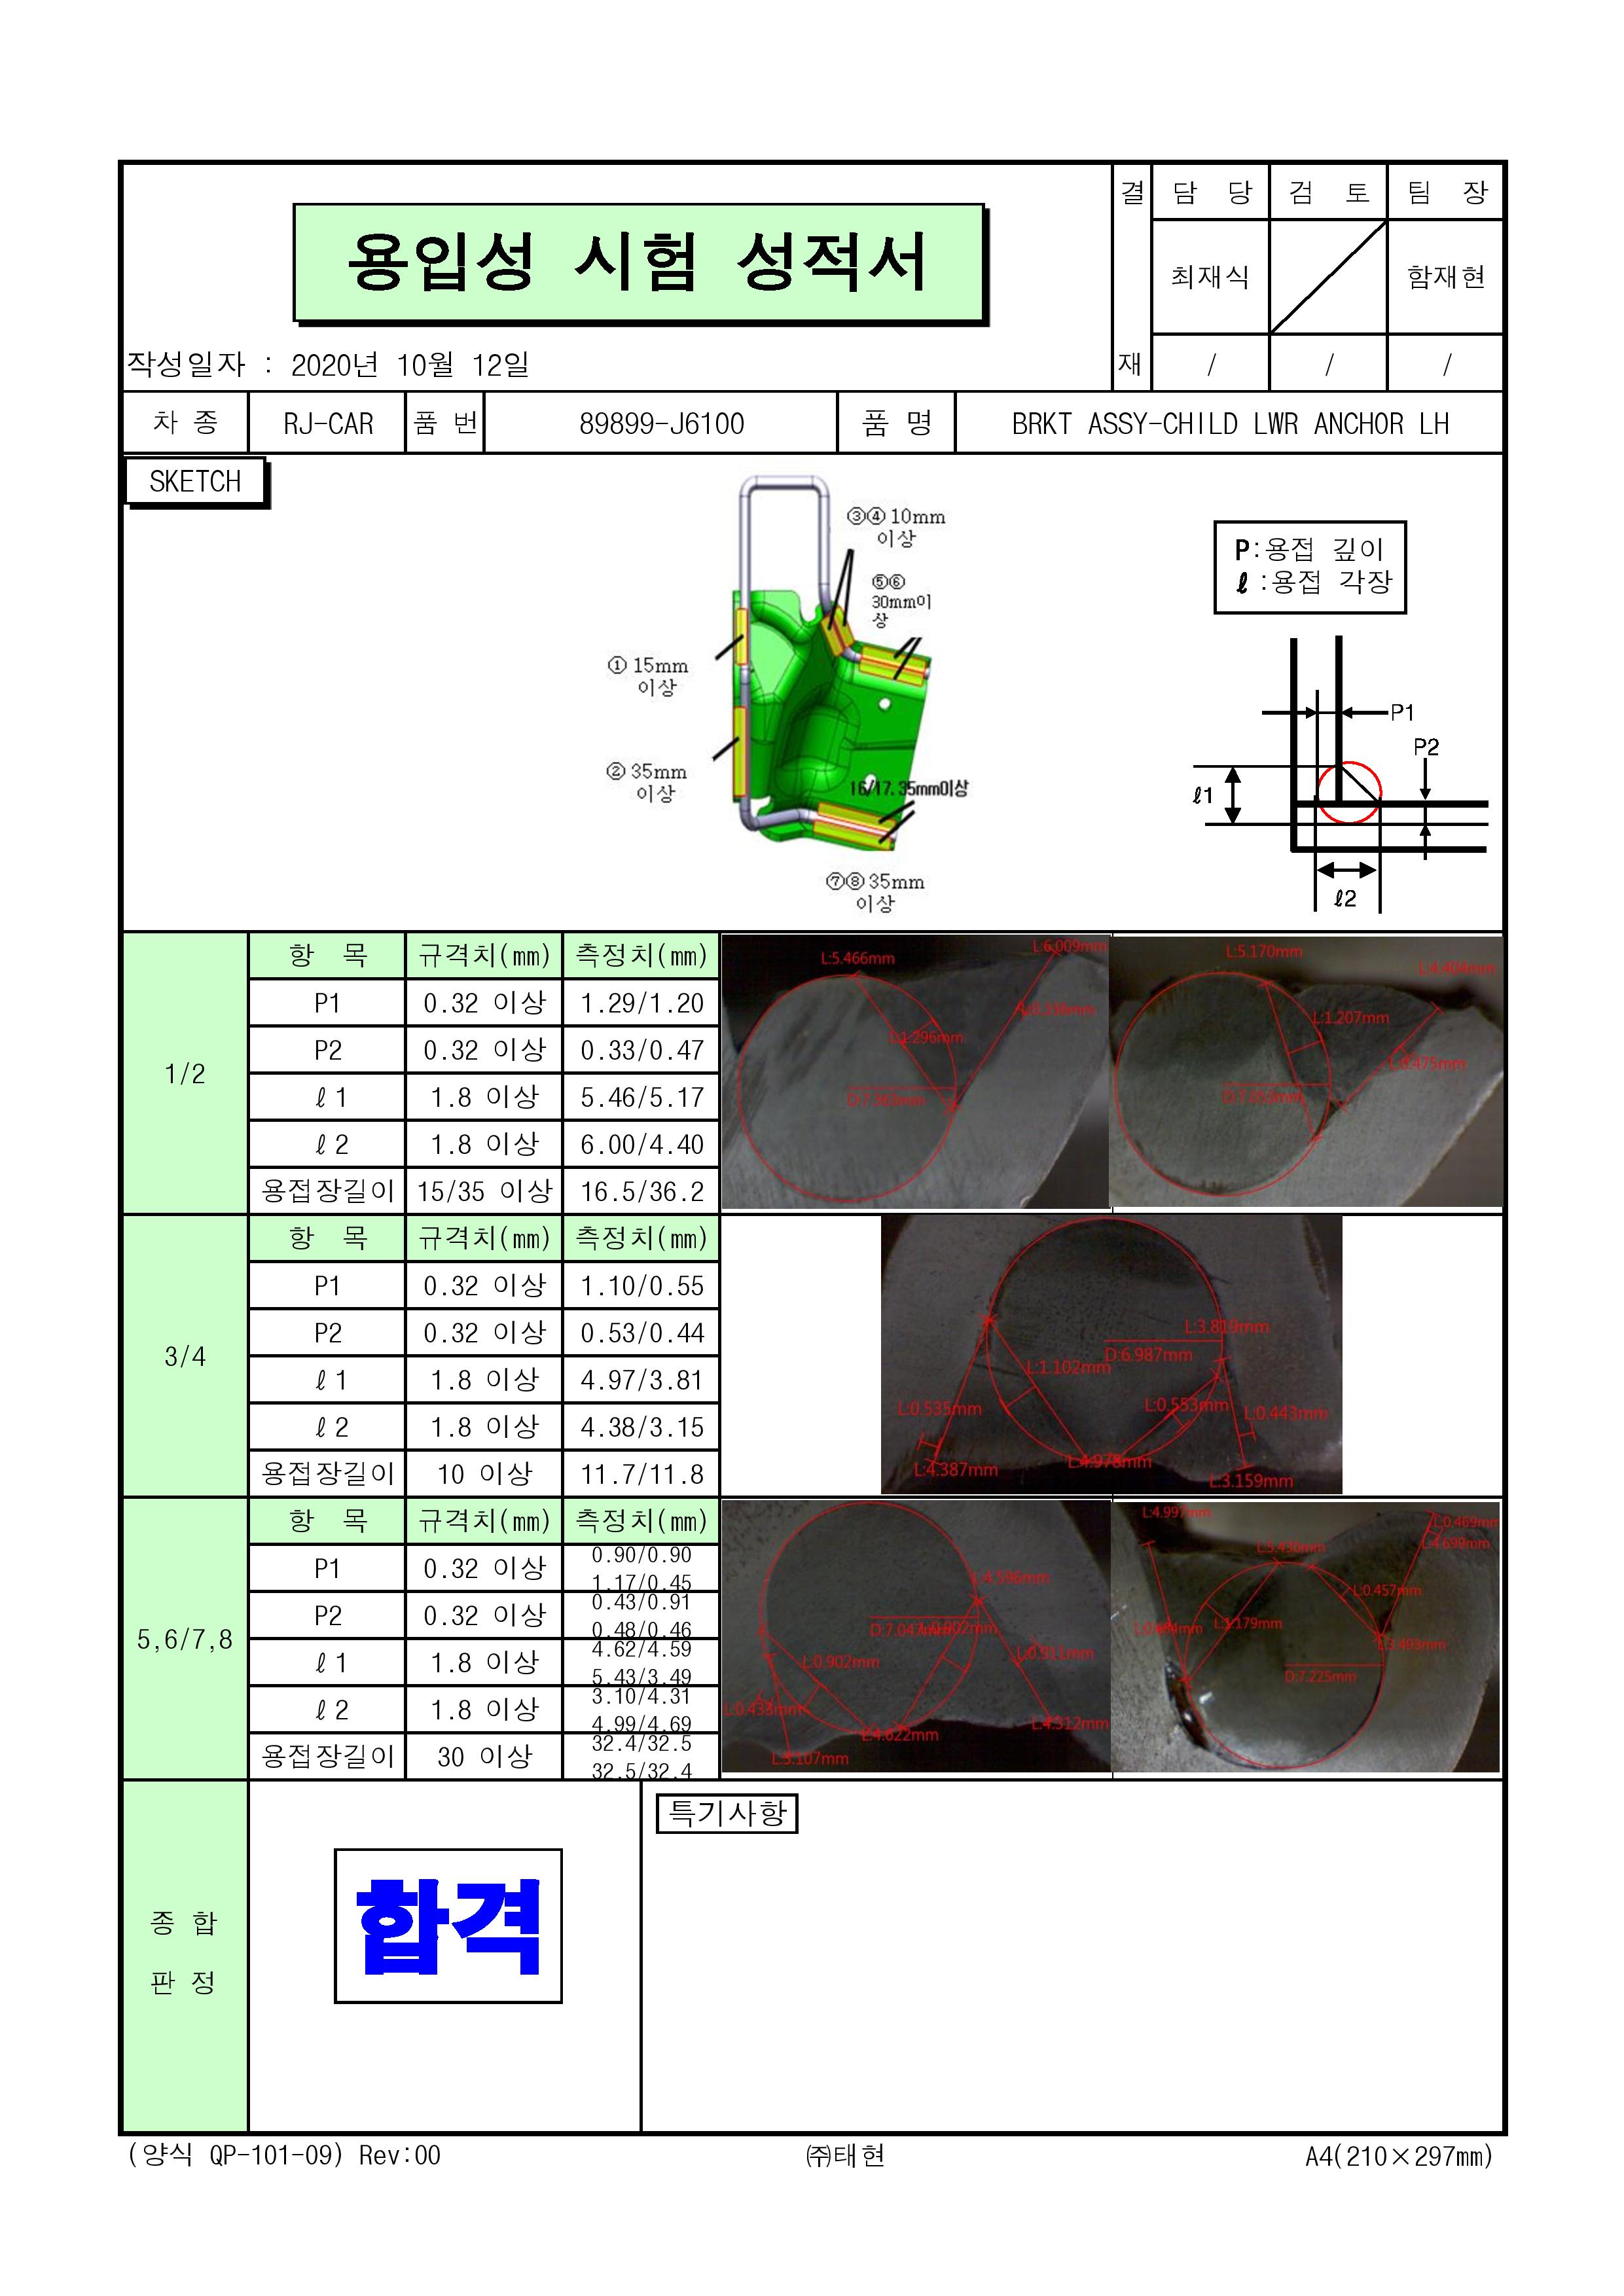 결 재
담 당 검 토 팀 장
용입성 시험 성적서
최재식 함재현
작성일자 : 2020년 10월 12일
/ / /
차 종 RJ-CAR 품 번 89899-J6100 품 명 BRKT ASSY-CHILD LWR ANCHOR LH
SKETCH
③④ 10mm
이상
⑤⑥
30mm이
상
① 15mm
이상
② 35mm
이상
16/17.35mm이상
⑦⑧ 35mm
이상
P:용접 깊이
ℓ :용접 각장
P1
P2
ℓ1
ℓ2
1/2
항 목 규격치(mm) 측정치(mm)
P1 0.32 이상 1.29/1.20
P2 0.32 이상 0.33/0.47
ℓ1 1.8 이상 5.46/5.17
ℓ2 1.8 이상 6.00/4.40
용접장길이 15/35 이상 16.5/36.2
L:5.466mm
L:6.009mm
L:1.296mm
L:5.170mm
L:4.404mm
L:1.207mm
L:0.475mm
3/4
항 목 규격치(mm) 측정치(mm)
P1 0.32 이상 1.10/0.55
P2 0.32 이상 0.53/0.44
ℓ1 1.8 이상 4.97/3.81
ℓ2 1.8 이상 4.38/3.15
용접장길이 10 이상 11.7/11.8
L:3.819mm
D:6.987mm
L:1.102mm
L:0.535mm
L:0.553mm
L:0.443mm
L:4.978mm
L:4.387mm
L:3.159mm
5,6/7,8
항 목 규격치(mm) 측정치(mm)
P1 0.32 이상 0.90/0.90
1.17/0.45
P2 0.32 이상 0.43/0.91
0.48/0.46
ℓ1 1.8 이상 4.62/4.59
5.43/3.49
ℓ2 1.8 이상 3.10/4.31
4.99/4.69
용접장길이 30 이상 32.4/32.5
32.5/32.4
L:4.596mm
L:0.902mm
L:0.911mm
L:0.433mm
L:4.622mm
L:4.312mm
L:3.107mm
L:4.997mm
L:5.436mm
L:0.469mm
L:4.698mm
L:0.457mm
L:1.179mm
L:3.493mm
D:7.225mm
종 합
판 정
합격
특기사항
(양식 QP-101-09) Rev:00 ㈜태현 A4(210×297mm)